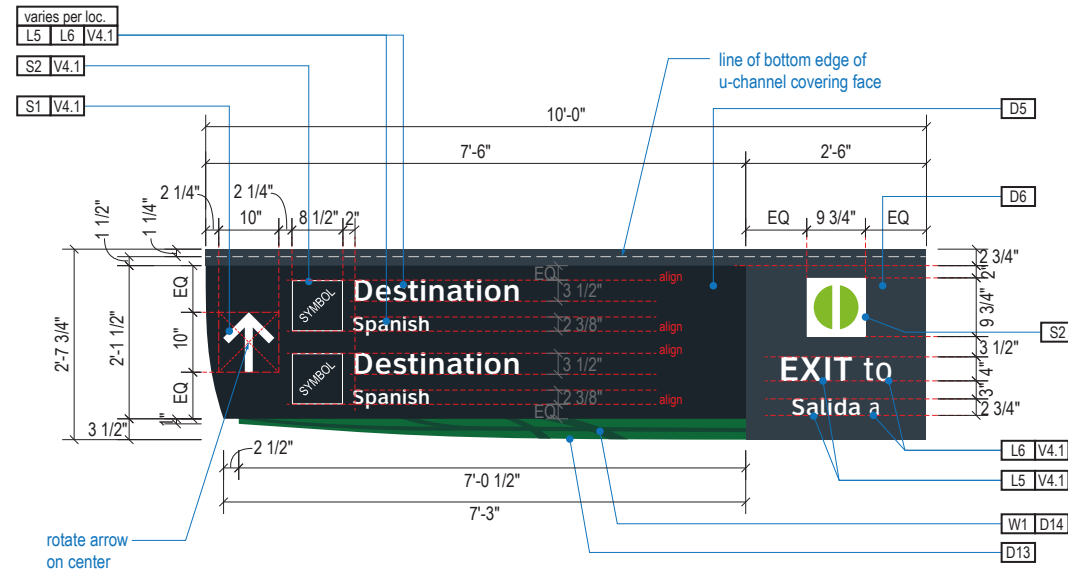 varies per loc.
L5 L6 V4.1
S2 V4.1
S1 V4.1
line of bottom edge of
u-channel covering face
D5
10'-0"
7'-6"
2'-6"
D6
2 1/4"
2 1/4"
10"
8 1/2"
2"
EQ
9 3/4"
EQ
1 1/2"
1 1/4"
2 3/4"
2"
EQ
align
SYMBOL
Destination
3 1/2"
EQ
9 3/4"
Spanish
2 3/8"
align
S2
2'-7 3/4"
2'-1 1/2"
10"
align
3 1/2"
SYMBOL
Destination
3 1/2"
EXIT to
4"
EQ
Spanish
2 3/8"
align
3"
Salida a
2 3/4"
EQ
1"
3 1/2"
2 1/2"
L6 V4.1
7'-0 1/2"
L5 V4.1
7'-3"
W1 D14
rotate arrow
on center
D13